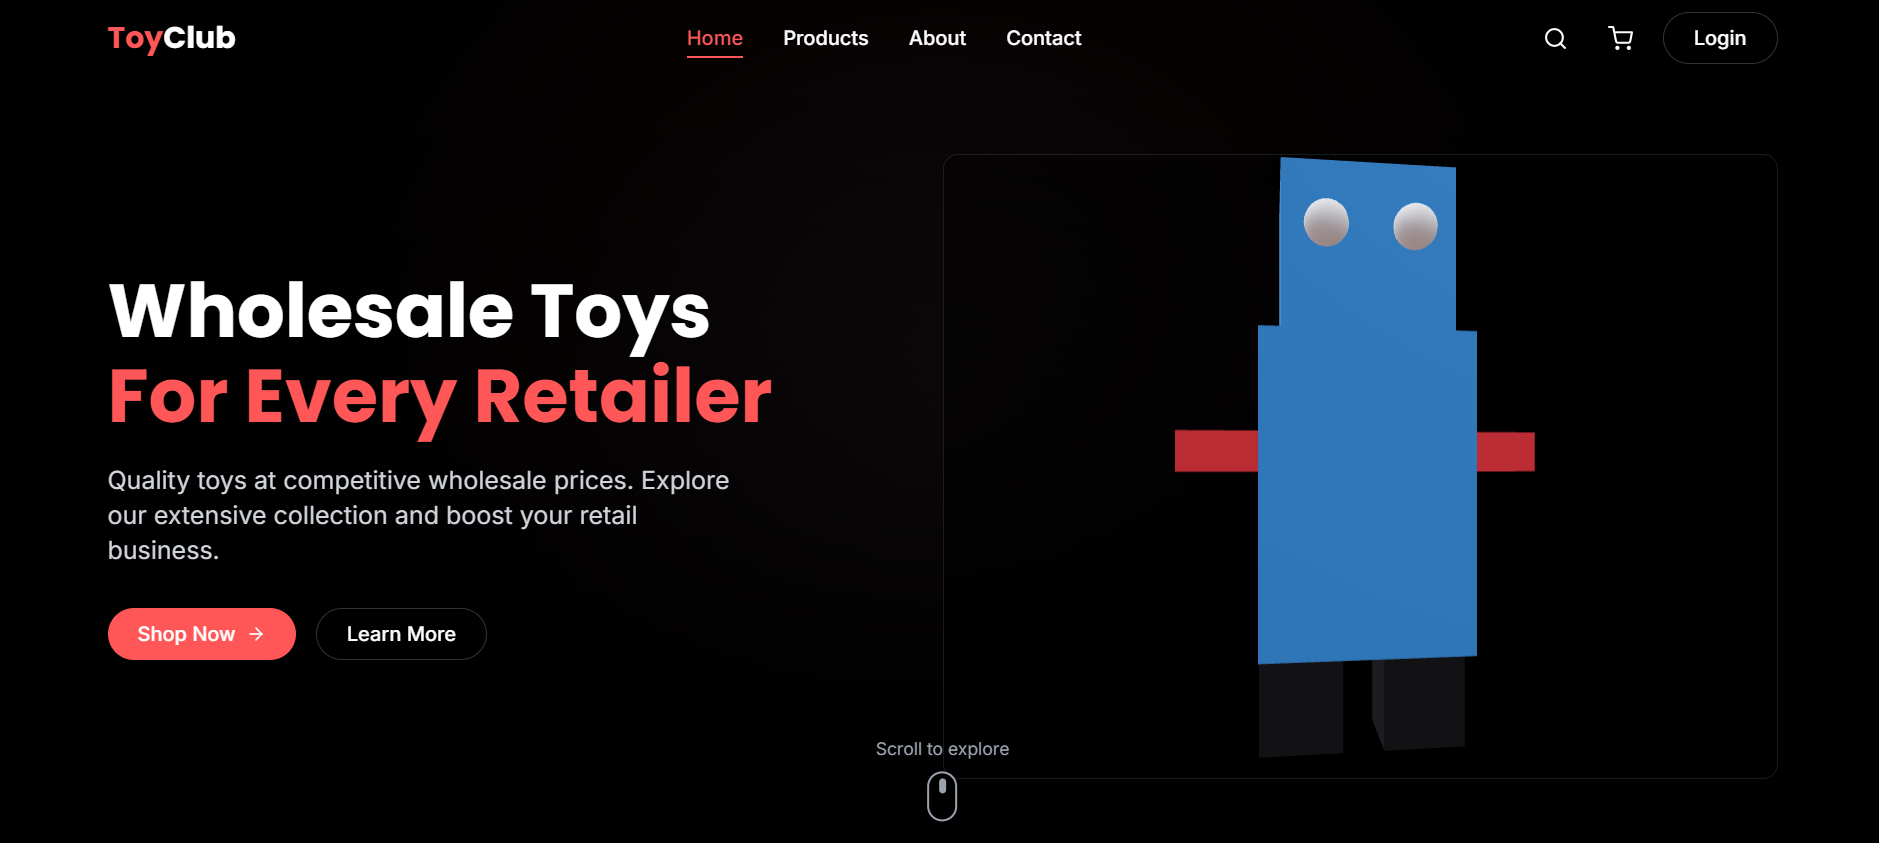 ToyClub
Home Products About Contact
Login
Wholesale Toys
For Every Retailer
Quality toys at competitive wholesale prices. Explore
our extensive collection and boost your retail
business.
Shop Now
Learn More
Scroll to explore